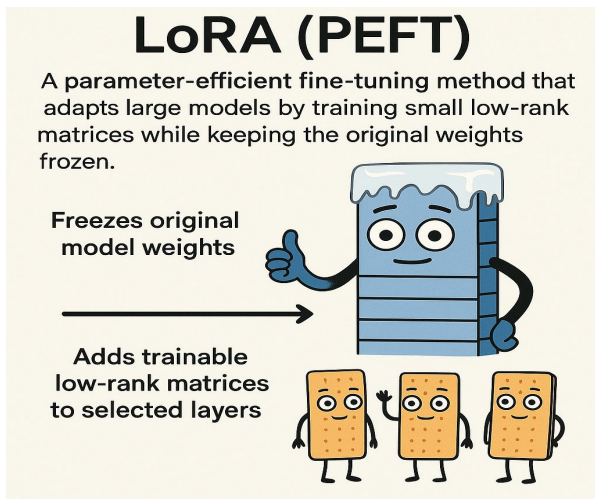 LoRA (PEFT)
A parameter-efficient fine-tuning method that
adapts large models by training small low-rank
matrices while keeping the original weights
frozen.
Freezes original
model weights
Adds trainable
low-rank matrices
to selected layers